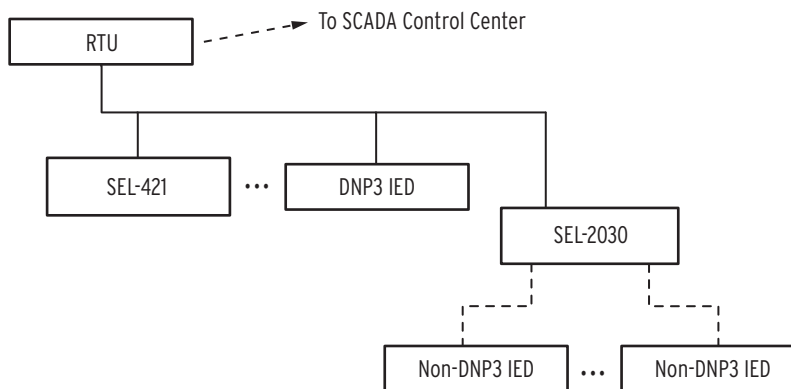 To SCADA Control Center
RTU
SEL-421
...
DNP3 IED
SEL-2030
Non-DNP3 IED
...
Non-DNP3 IED